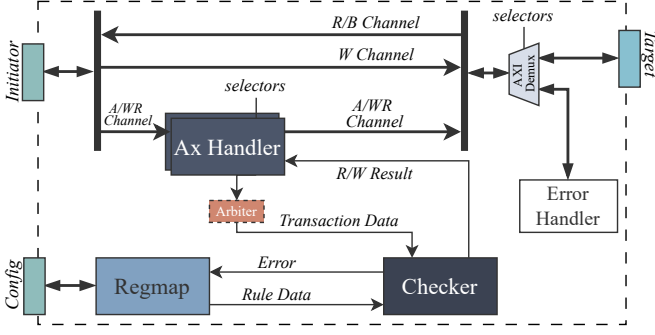 R/B Channel
selectors
Initiator
W Channel
AXI
Demux
Target
selectors
A/WR
Channel
A/WR
Channel
Ax Handler
R/W Result
Error
Handler
Arbiter
Transaction Data
Config
Error
Regmap
Checker
Rule Data